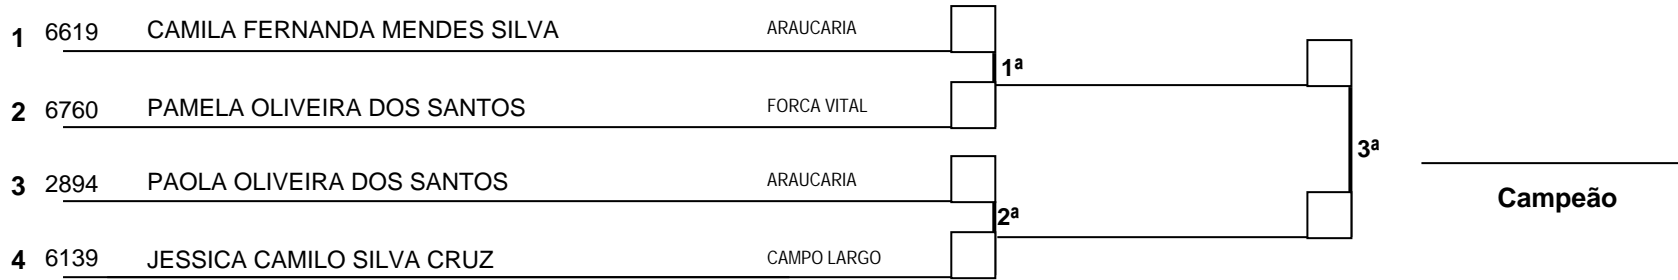 1 6619 CAMILA FERNANDA MENDES SILVA ARAUCARIA
1ª
2 6760 PAMELA OLIVEIRA DOS SANTOS FORCA VITAL
3ª
3 2894 PAOLA OLIVEIRA DOS SANTOS ARAUCARIA
Campeão
2ª
4 6139 JESSICA CAMILO SILVA CRUZ CAMPO LARGO